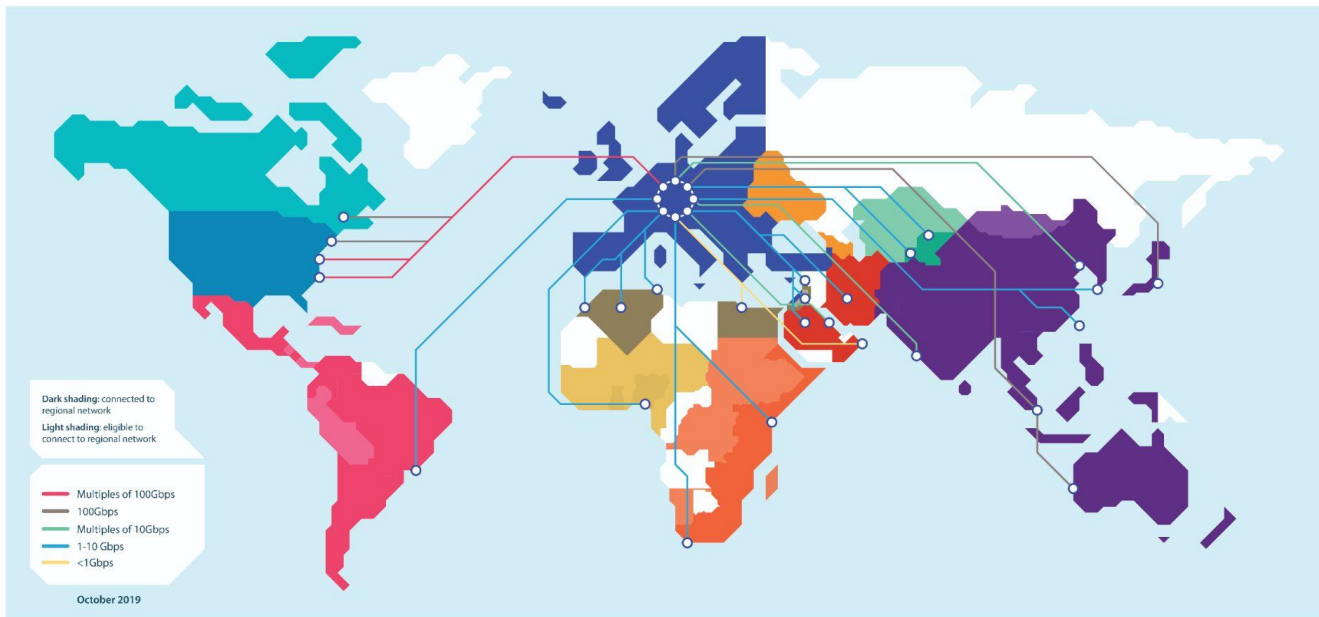 Dark shading: connected to
regional network
Light shading: eligible to
connect to regional network
Multiples of 100Gbps
100Gbps
Multiples of 10Gbps
1-10 Gbps
<1Gbps
October 2019